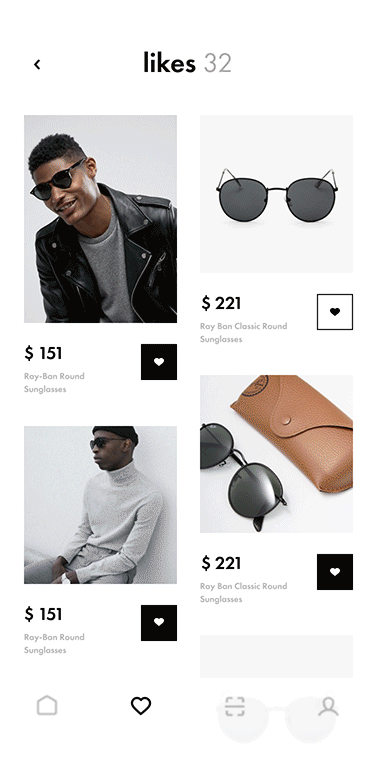 likes 32
$ 151
Ray-Ban Round
Sunglasses
$ 221
Ray Ban Classic Round
Sunglasses
$ 151
Ray-Ban Round
Sunglasses
$ 221
Ray Ban Classic Round
Sunglasses